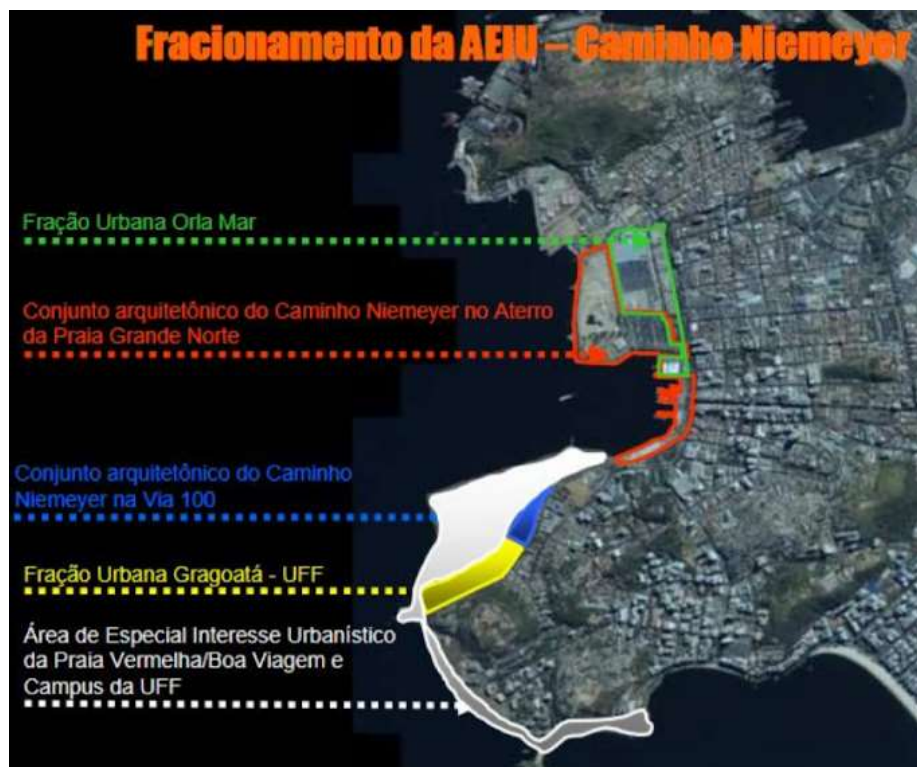 Fracionamento da AEIU – Caminho Niemeyer
Fração Urbana Orla Mar
Conjunto arquitetônico do Caminho Niemeyer no Aterro
da Praia Grande Norte
Conjunto arquitetônico do Caminho
Niemeyer na Via 100
Fração Urbana Gragoatá - UFF
Área de Especial Interesse Urbanístico
da Praia Vermelha/Boa Viagem e
Campus da UFF